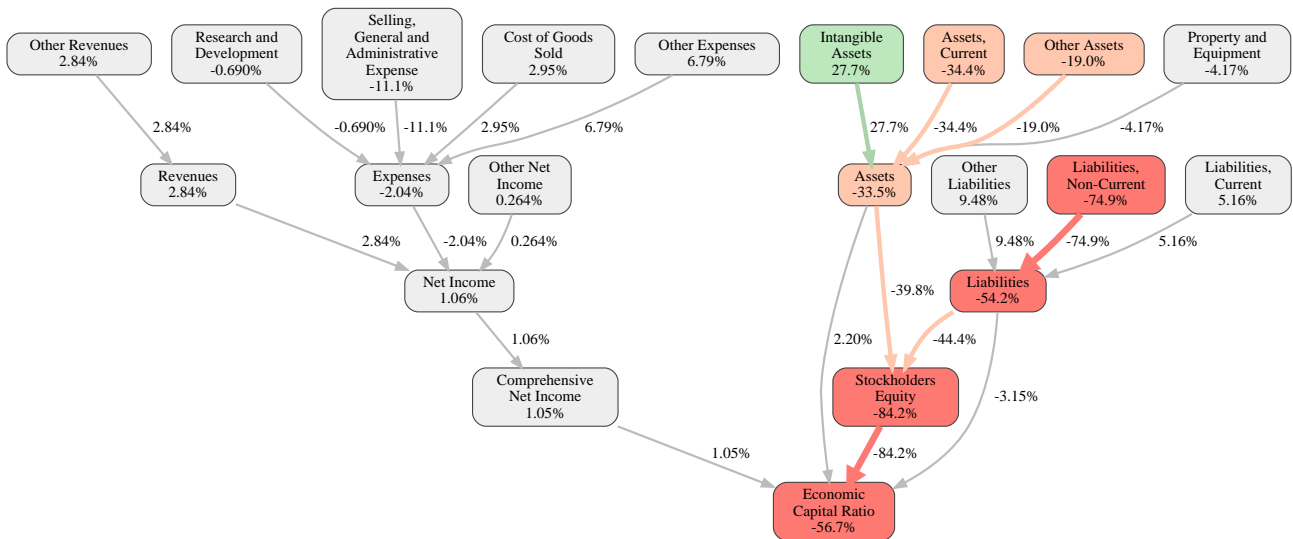 Other Revenues
2.84%
Research and
Development
-0.690%
Selling,
General and
Administrative
Expense
-11.1%
Cost of Goods
Sold
2.95%
Other Expenses
6.79%
Intangible
Assets
27.7%
Assets,
Current
-34.4%
Other Assets
-19.0%
Property and
Equipment
-4.17%
2.84%
-0.690%
-11.1%
2.95%
6.79%
27.7%
-34.4%
-19.0%
-4.17%
Revenues
2.84%
Expenses
-2.04%
Other Net
Income
0.264%
Assets
-33.5%
Other
Liabilities
9.48%
Liabilities,
Non-Current
-74.9%
Liabilities,
Current
5.16%
2.84%
-2.04%
0.264%
9.48%
-74.9%
5.16%
Net Income
1.06%
-39.8%
Liabilities
-54.2%
1.06%
2.20%
-44.4%
Comprehensive
Net Income
1.05%
Stockholders
Equity
-84.2%
-3.15%
1.05%
-84.2%
Economic
Capital Ratio
-56.7%